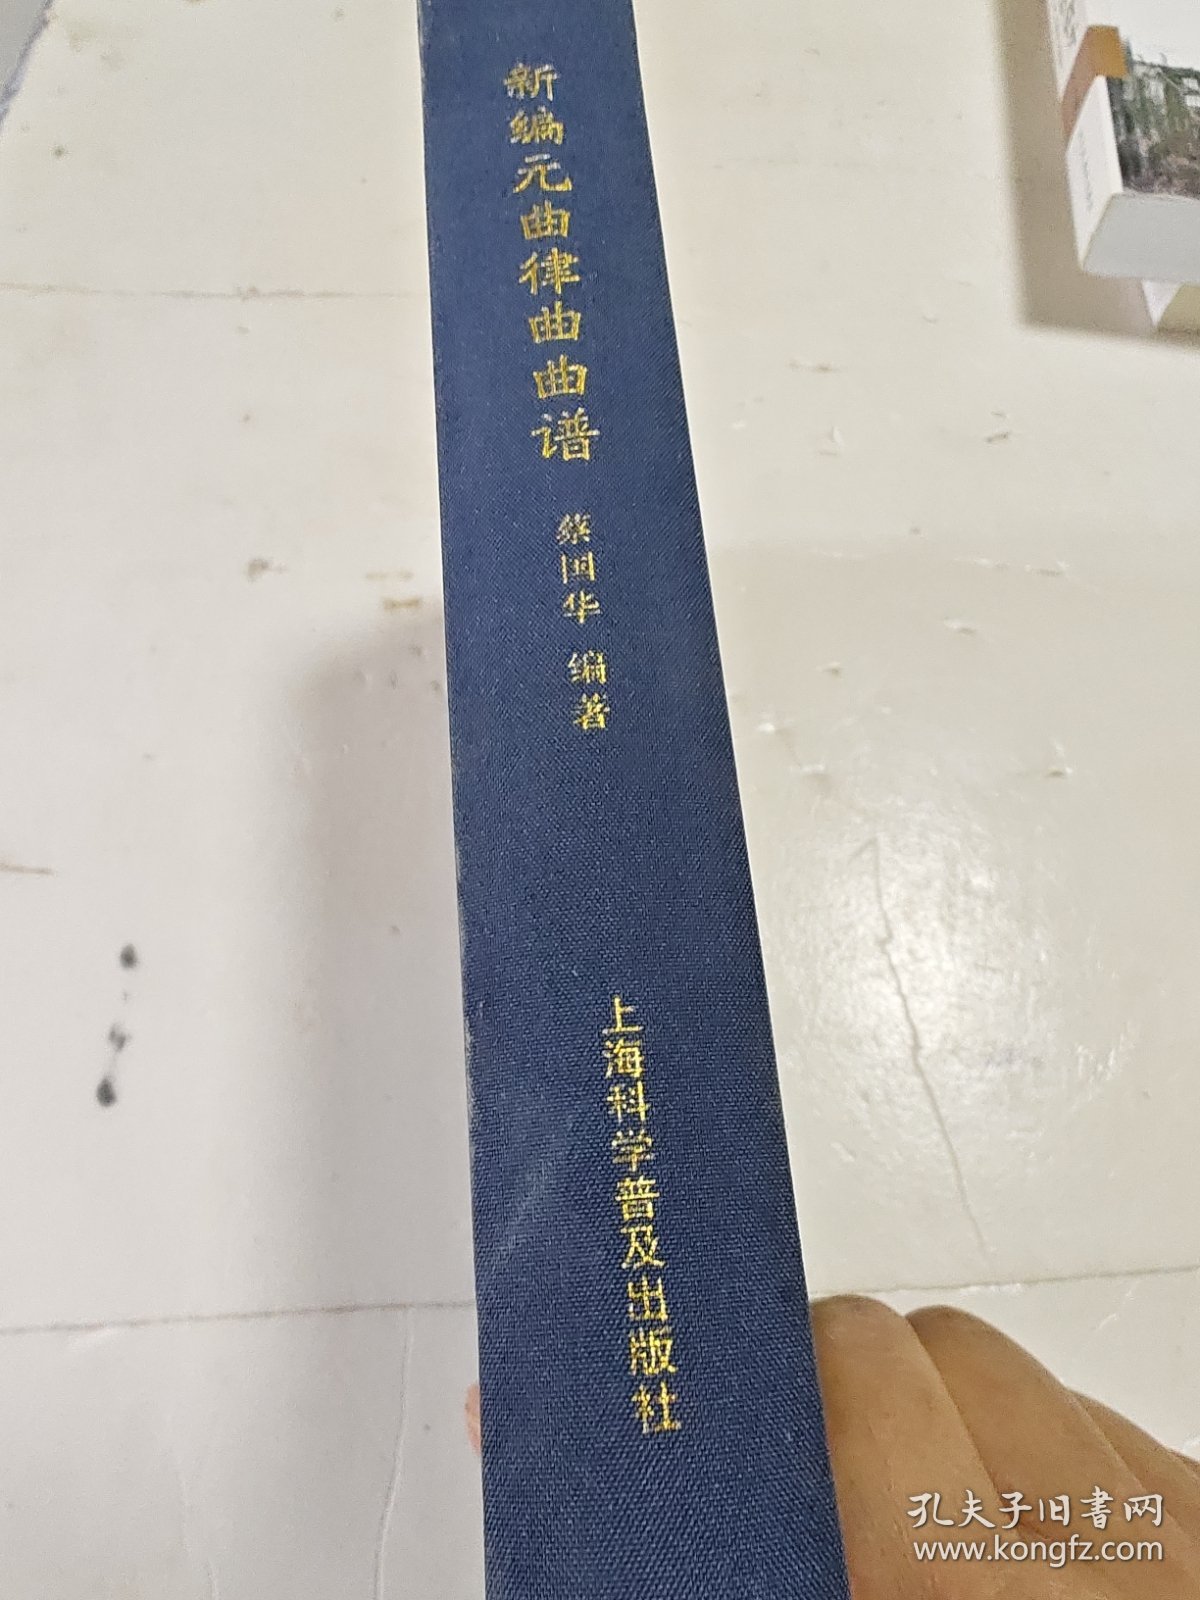 新编元曲律曲曲谱
蔡国华 编著
上海科学普及出版社
孔夫子旧书网
www.kongfz.com